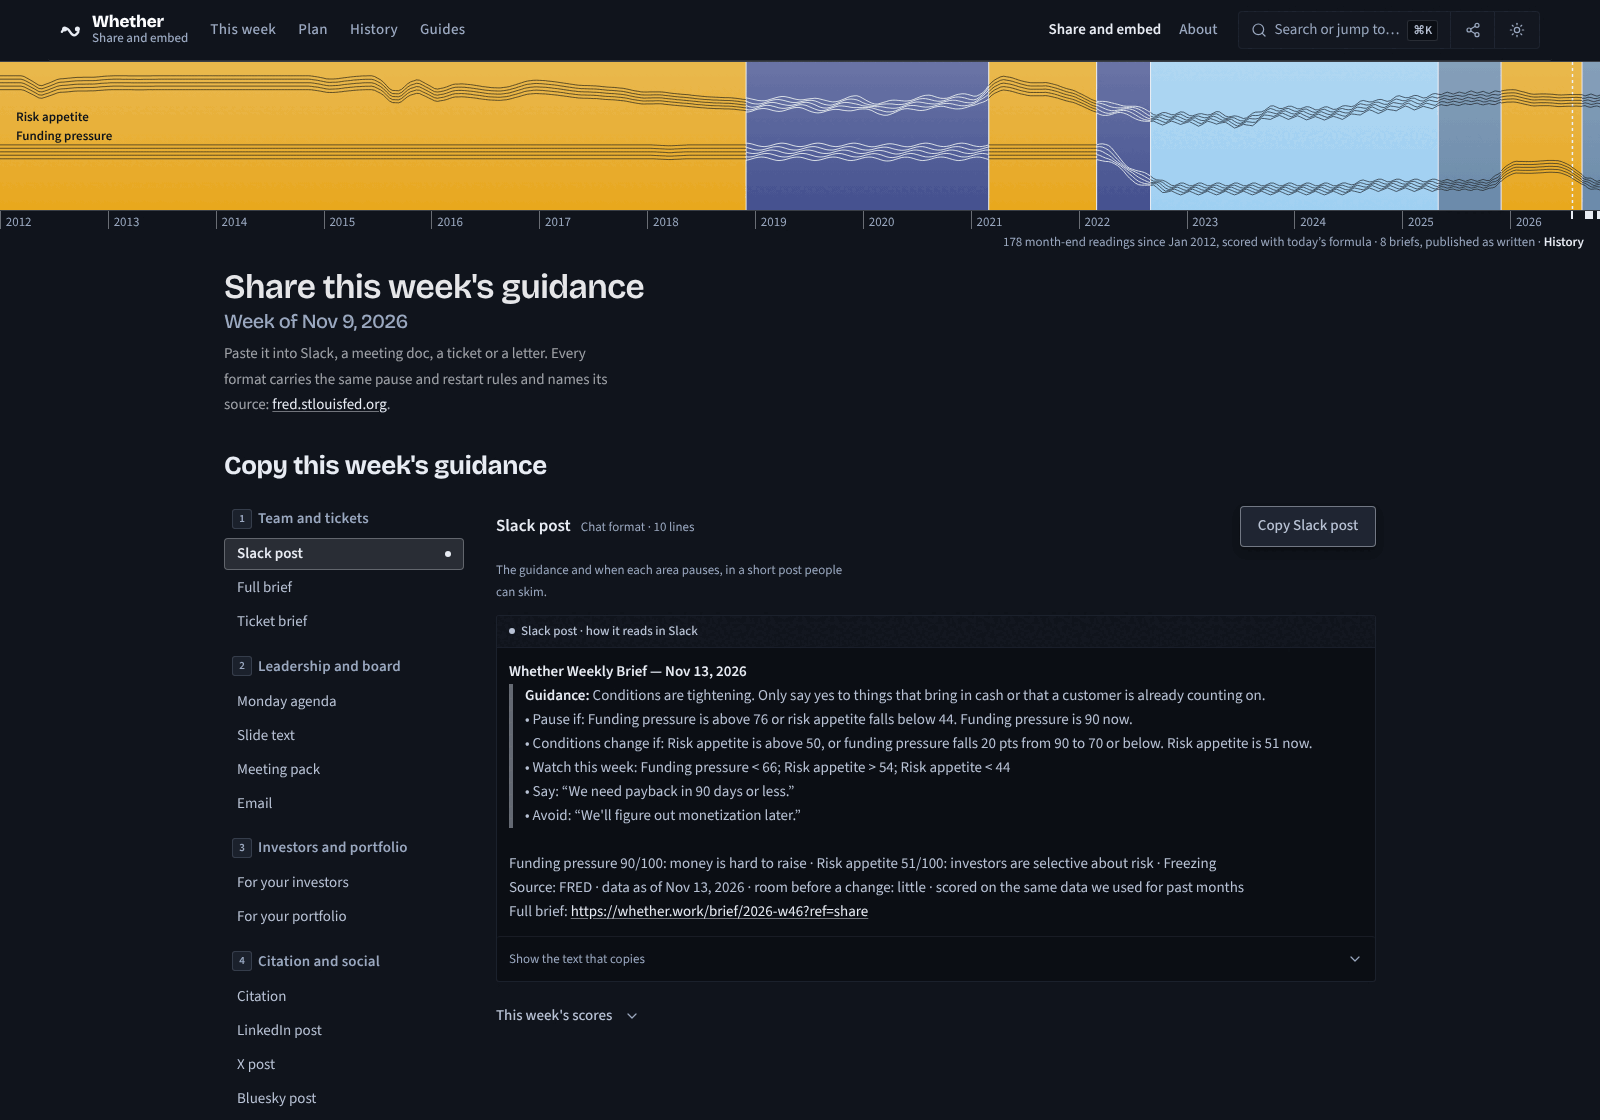 Whether
Share and embed
This week
Plan
History
Guides
Share and embed
About
Search or jump to…
⌘K
Risk appetite
Funding pressure
2012
2013
2014
2015
2016
2017
2018
2019
2020
2021
2022
2023
2024
2025
2026
178 month-end readings since Jan 2012, scored with today's formula · 8 briefs, published as written · History
Share this week's guidance
Week of Nov 9, 2026
Paste it into Slack, a meeting doc, a ticket or a letter. Every
format carries the same pause and restart rules and names its
source: fred.stlouisfed.org.
Copy this week's guidance
1 Team and tickets
Slack post
Full brief
Ticket brief
2 Leadership and board
Monday agenda
Slide text
Meeting pack
Email
3 Investors and portfolio
For your investors
For your portfolio
4 Citation and social
Citation
LinkedIn post
X post
Bluesky post
Slack post Chat format · 10 lines
Copy Slack post
The guidance and when each area pauses, in a short post people
can skim.
Slack post · how it reads in Slack
Whether Weekly Brief — Nov 13, 2026
Guidance: Conditions are tightening. Only say yes to things that bring in cash or that a customer is already counting on.
• Pause if: Funding pressure is above 76 or risk appetite falls below 44. Funding pressure is 90 now.
• Conditions change if: Risk appetite is above 50, or funding pressure falls 20 pts from 90 to 70 or below. Risk appetite is 51 now.
• Watch this week: Funding pressure < 66; Risk appetite > 54; Risk appetite < 44
• Say: “We need payback in 90 days or less.”
• Avoid: “We'll figure out monetization later.”
Funding pressure 90/100: money is hard to raise · Risk appetite 51/100: investors are selective about risk · Freezing
Source: FRED · data as of Nov 13, 2026 · room before a change: little · scored on the same data we used for past months
Full brief: https://whether.work/brief/2026-w46?ref=share
Show the text that copies
This week's scores